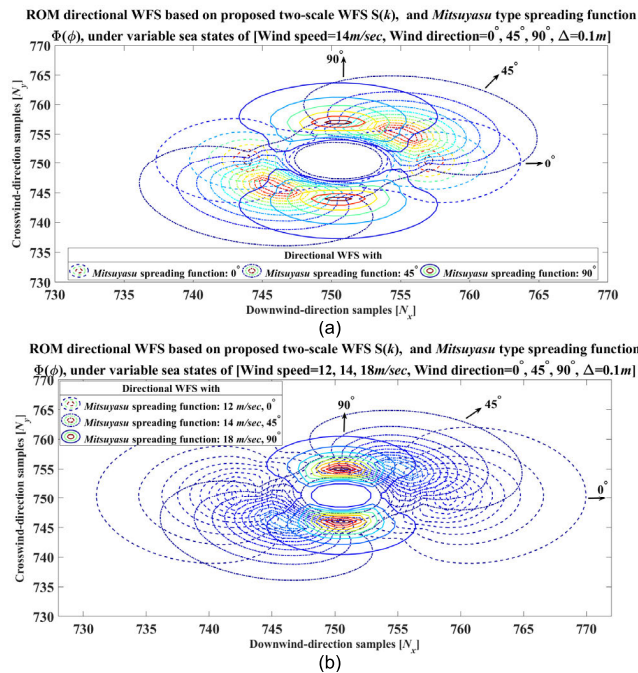 ROM directional WFS based on proposed two-scale WFS S(k), and Mitsuyasu type spreading function
Φ(ϕ), under variable sea states of [Wind speed=14m/sec, Wind direction=0°, 45°, 90°, Δ=0.1m]
770
765
760
755
750
745
740
735
730
Crosswind-direction samples [N_y]
90°
45°
0°
Directional WFS with
Mitsuyasu spreading function: 0°
Mitsuyasu spreading function: 45°
Mitsuyasu spreading function: 90°
730 735 740 745 750 755 760 765 770
Downwind-direction samples [N_x]
(a)
ROM directional WFS based on proposed two-scale WFS S(k), and Mitsuyasu type spreading function
Φ(ϕ), under variable sea states of [Wind speed=12, 14, 18m/sec, Wind direction=0°, 45°, 90°, Δ=0.1m]
770
765
760
755
750
745
740
735
730
Crosswind-direction samples [N_y]
Directional WFS with
Mitsuyasu spreading function: 12 m/sec, 0°
Mitsuyasu spreading function: 14 m/sec, 45°
Mitsuyasu spreading function: 18 m/sec, 90°
90°
45°
0°
730 735 740 745 750 755 760 765 770
Downwind-direction samples [N_x]
(b)